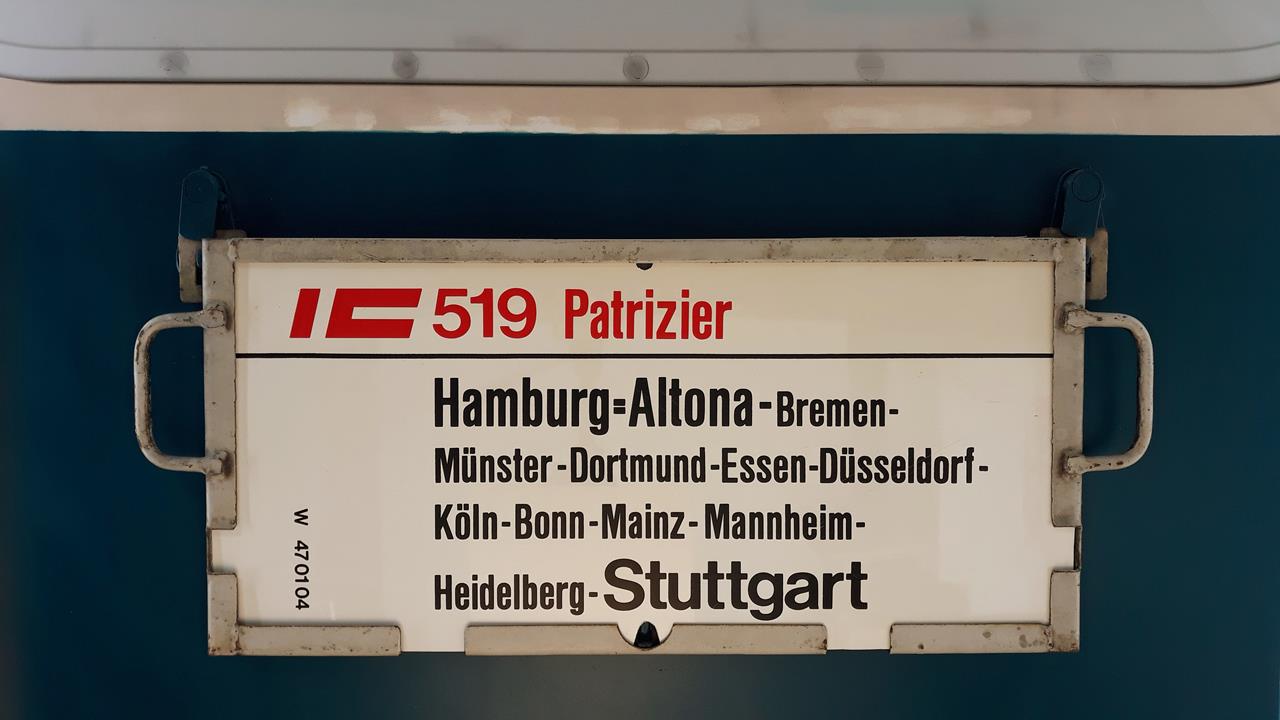 IC 519 Patrizier
Hamburg=Altona-Bremen-
Münster-Dortmund-Essen-Düsseldorf-
Köln-Bonn-Mainz-Mannheim-
Heidelberg-Stuttgart
W 470104